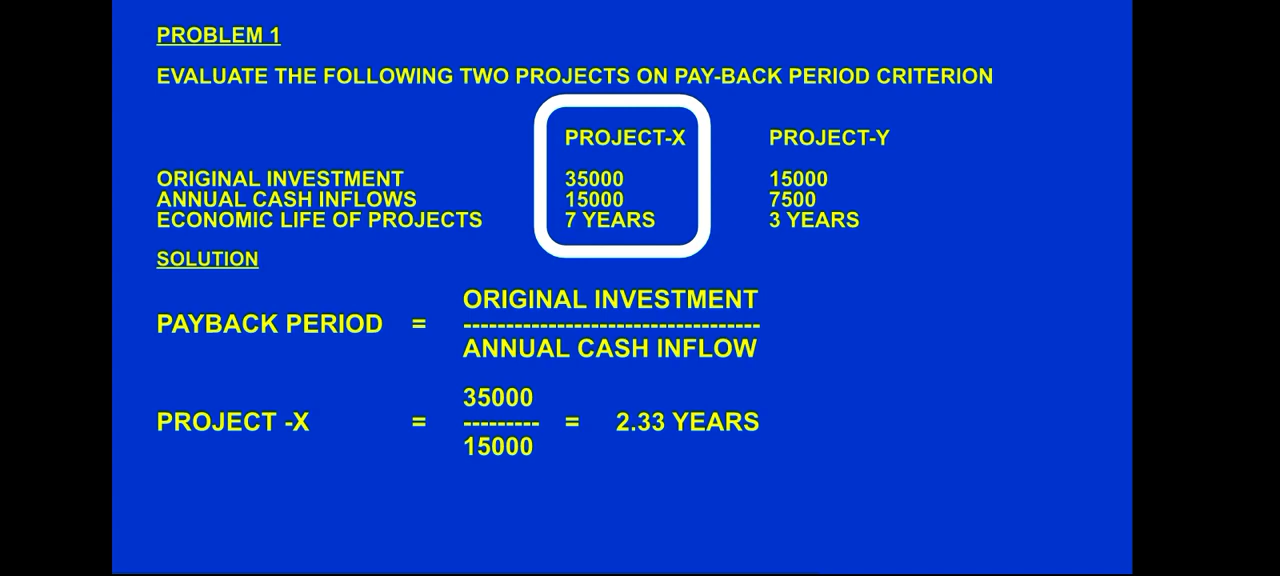 PROBLEM 1
EVALUATE THE FOLLOWING TWO PROJECTS ON PAY-BACK PERIOD CRITERION
PROJECT-X PROJECT-Y
ORIGINAL INVESTMENT 35000 15000
ANNUAL CASH INFLOWS 15000 7500
ECONOMIC LIFE OF PROJECTS 7 YEARS 3 YEARS
SOLUTION
ORIGINAL INVESTMENT
PAYBACK PERIOD = -----------------------------------
ANNUAL CASH INFLOW
35000
PROJECT -X = --------- = 2.33 YEARS
15000